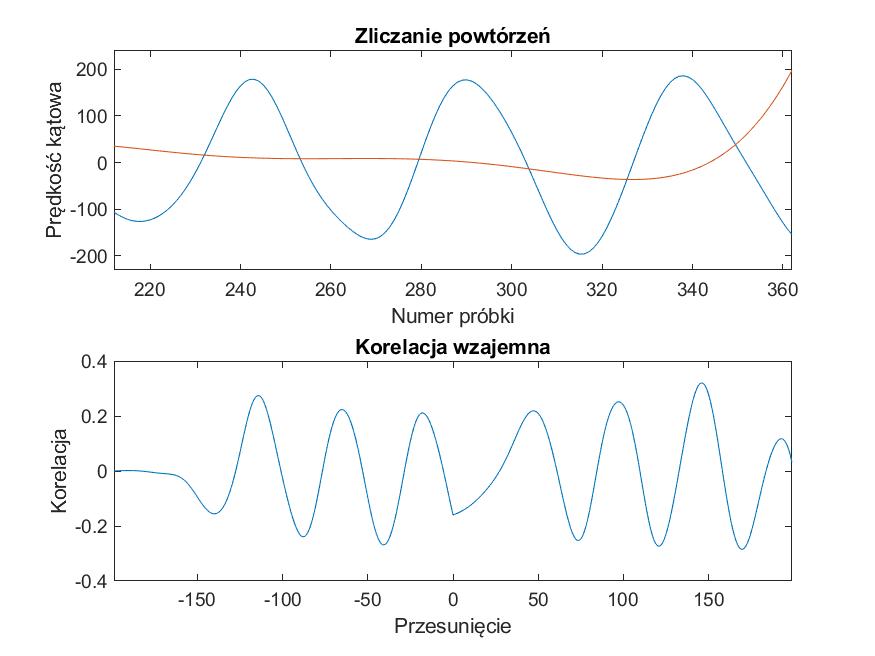 Zliczanie powtórzeń
200
100
0
-100
-200
Prędkość kątowa
220 240 260 280 300 320 340 360
Numer próbki
Korelacja wzajemna
0.4
0.2
0
-0.2
-0.4
Korelacja
-150 -100 -50 0 50 100 150
Przesunięcie